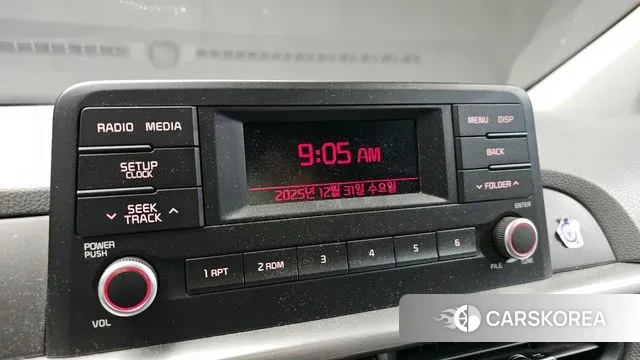 RADIO MEDIA
SETUP
CLOCK
SEEK
TRACK
POWER
PUSH
VOL
9:05 AM
2025년 12월 31일 수요일
1 RPT
2 RDM
3
4
5
6
MENU DISP
BACK
FOLDER
ENTER
FILE
TUNE
CARSKOREA